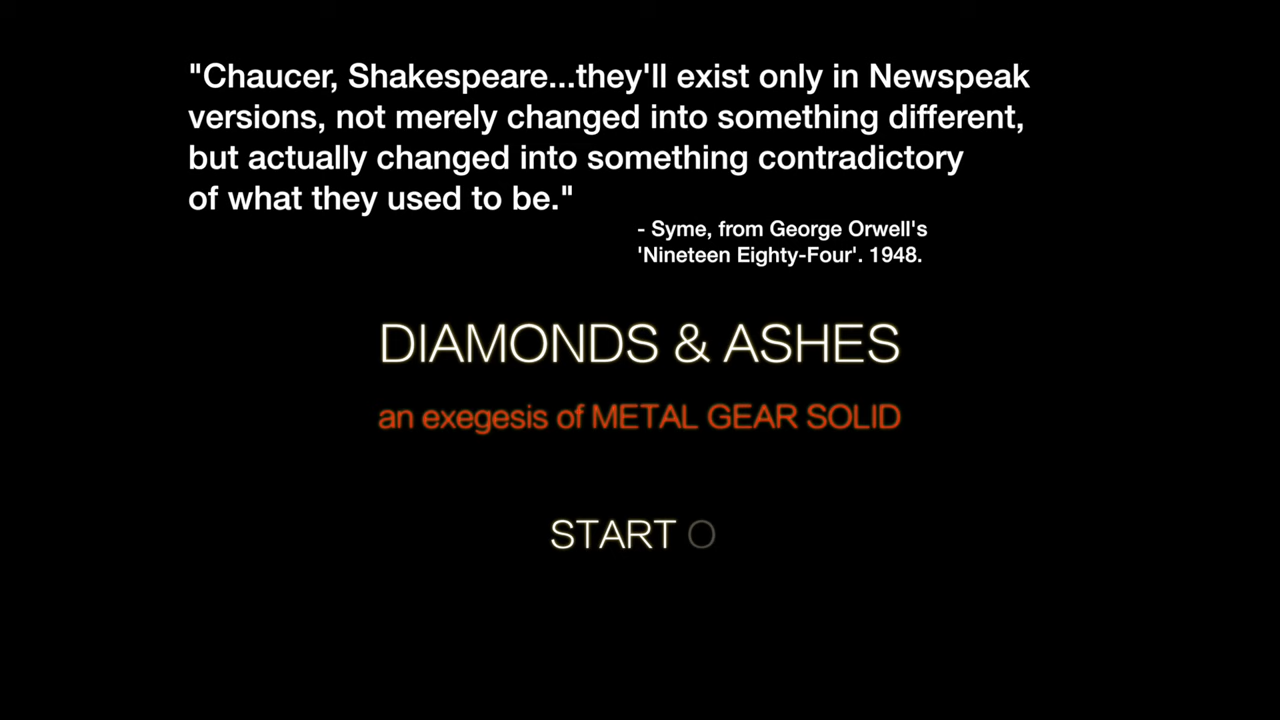 "Chaucer, Shakespeare...they'll exist only in Newspeak
versions, not merely changed into something different,
but actually changed into something contradictory
of what they used to be."
- Syme, from George Orwell's
'Nineteen Eighty-Four'. 1948.
DIAMONDS & ASHES
an exegesis of METAL GEAR SOLID
START O